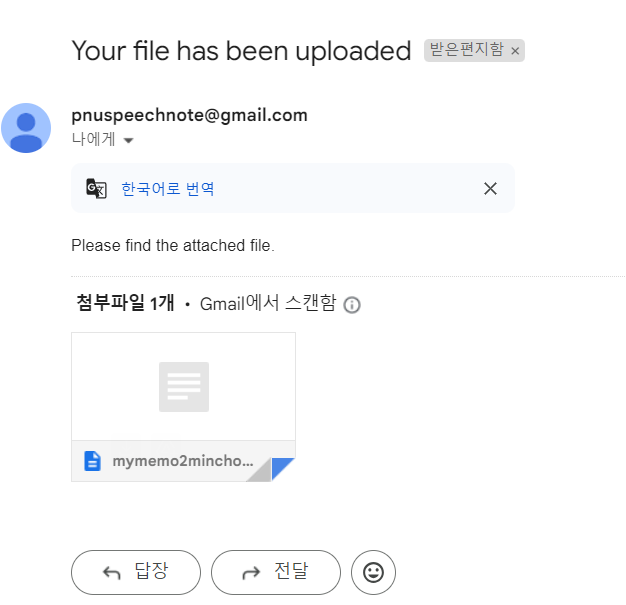 Your file has been uploaded 받은편지함 ×
pnuspeechnote@gmail.com
나에게
한국어로 번역
Please find the attached file.
첨부파일 1개 • Gmail에서 스캔함
mymemo2mincho...
답장 전달